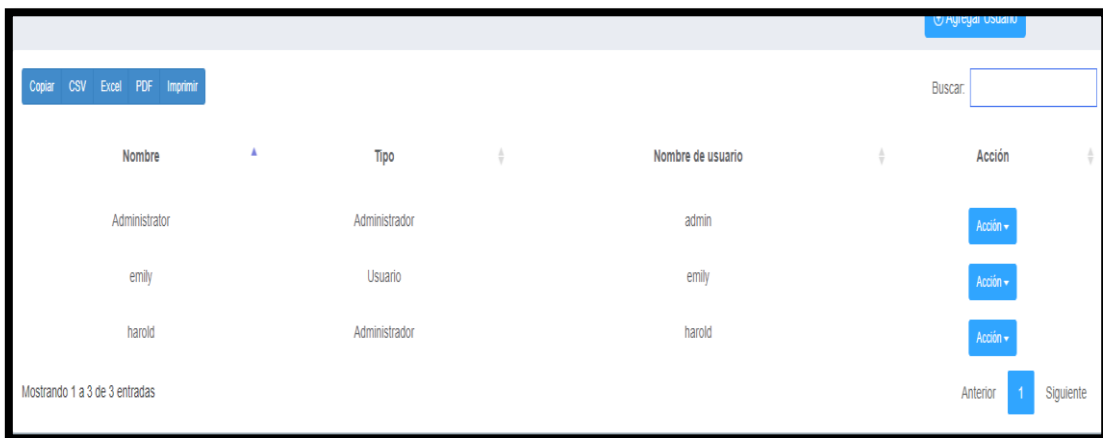 Agregar Usuario
Copiar CSV Excel PDF Imprimir Buscar:
Nombre Tipo Nombre de usuario Acción
Administrator Administrador admin Acción
emily Usuario emily Acción
harold Administrador harold Acción
Mostrando 1 a 3 de 3 entradas Anterior 1 Siguiente